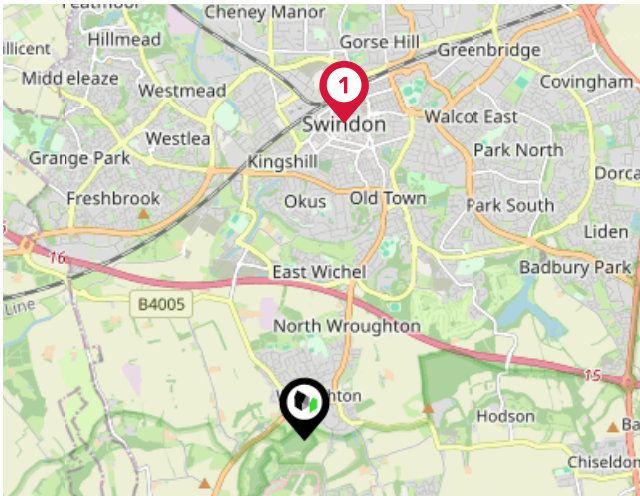 Cheney Manor
Hillmead
Gorse Hill
Greenbridge
illicent
Middleleaze
Westmead
Covingham
1
Swindon
Walcot East
Westlea
Park North
Grange Park
Kingshill
Dorca
Freshbrook
Okus
Old Town
Park South
Liden
16
East Wichel
Badbury Park
Line
B4005
North Wroughton
15
hton
Hodson
Ba
Chiseldon